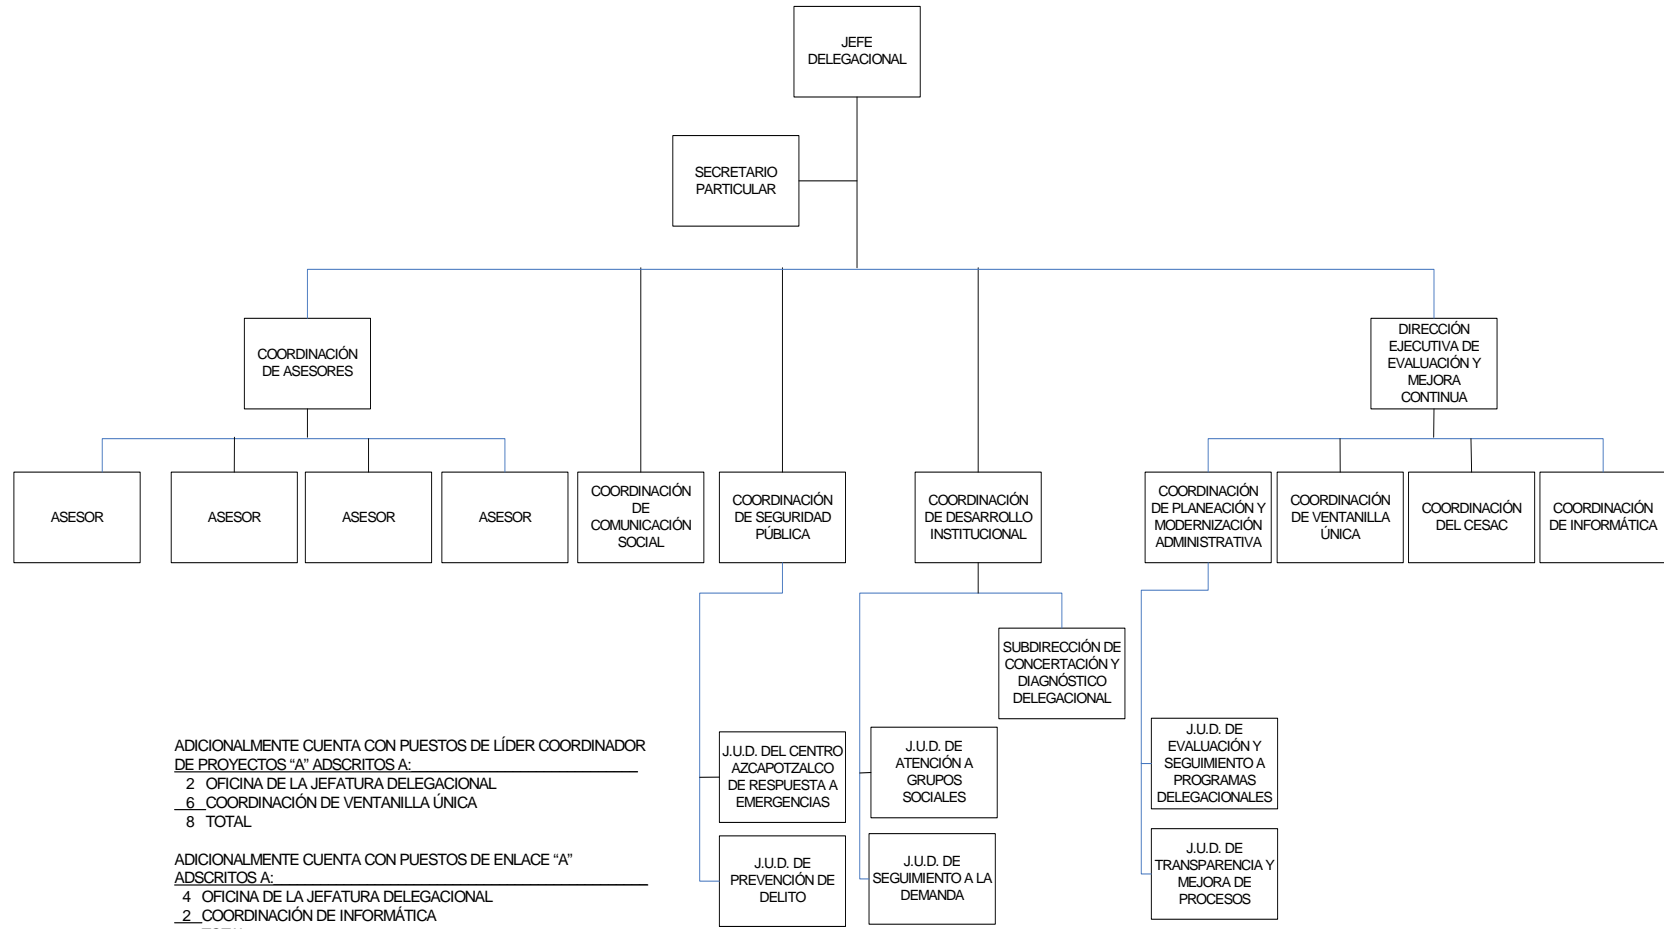 JEFE
DELEGACIONAL
SECRETARIO
PARTICULAR
COORDINACIÓN
DE ASESORES
DIRECCIÓN
EJECUTIVA DE
EVALUACIÓN Y
MEJORA
CONTINUA
ASESOR
ASESOR
ASESOR
ASESOR
COORDINACIÓN
DE
COMUNICACIÓN
SOCIAL
COORDINACIÓN
DE SEGURIDAD
PÚBLICA
COORDINACIÓN
DE DESARROLLO
INSTITUCIONAL
COORDINACIÓN
DE PLANEACIÓN Y
MODERNIZACIÓN
ADMINISTRATIVA
COORDINACIÓN
DE VENTANILLA
ÚNICA
COORDINACIÓN
DEL CESAC
COORDINACIÓN
DE INFORMÁTICA
SUBDIRECCIÓN DE
CONCERTACIÓN Y
DIAGNÓSTICO
DELEGACIONAL
J.U.D. DEL CENTRO
AZCAPOTZALCO
DE RESPUESTA A
EMERGENCIAS
J.U.D. DE
ATENCIÓN A
GRUPOS
SOCIALES
J.U.D. DE
EVALUACIÓN Y
SEGUIMIENTO A
PROGRAMAS
DELEGACIONALES
J.U.D. DE
PREVENCIÓN DE
DELITO
J.U.D. DE
SEGUIMIENTO A LA
DEMANDA
J.U.D. DE
TRANSPARENCIA Y
MEJORA DE
PROCESOS
ADICIONALMENTE CUENTA CON PUESTOS DE LÍDER COORDINADOR
DE PROYECTOS “A” ADSCRITOS A:
2 OFICINA DE LA JEFATURA DELEGACIONAL
6 COORDINACIÓN DE VENTANILLA ÚNICA
8 TOTAL
ADICIONALMENTE CUENTA CON PUESTOS DE ENLACE “A”
ADSCRITOS A:
4 OFICINA DE LA JEFATURA DELEGACIONAL
2 COORDINACIÓN DE INFORMÁTICA